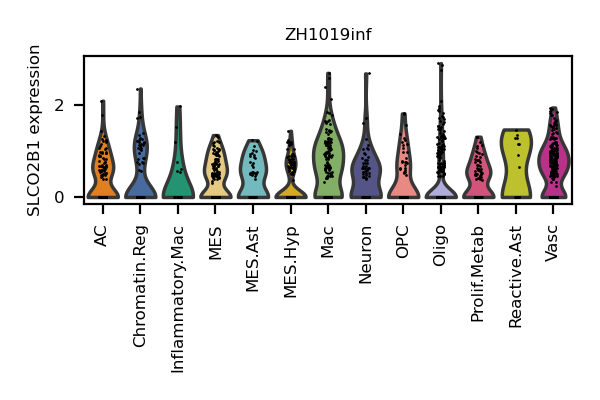 ZH1019inf
SLCO2B1 expression
2
0
AC
Chromatin.Reg
Inflammatory.Mac
MES
MES.Ast
MES.Hyp
Mac
Neuron
OPC
Oligo
Prolif.Metab
Reactive.Ast
Vasc